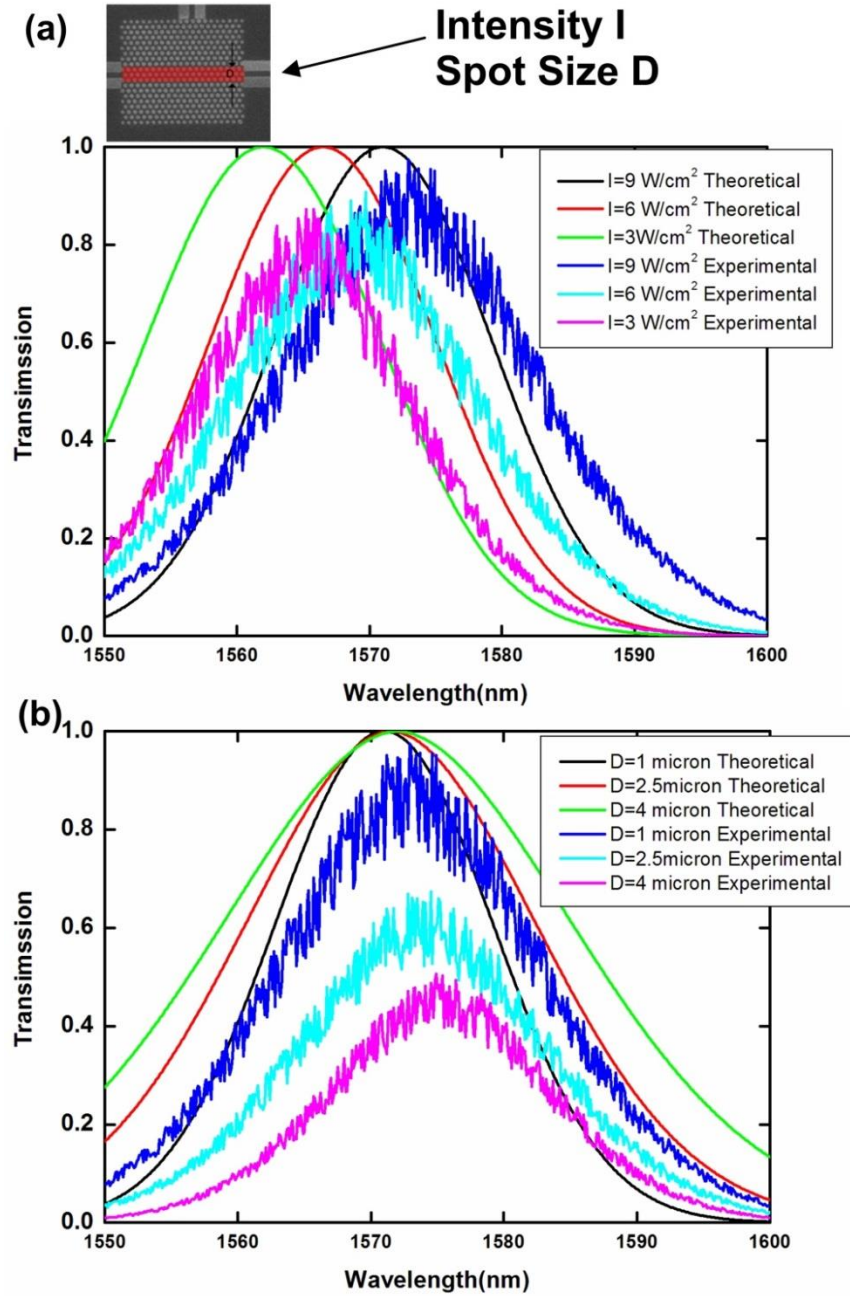 (a)
Intensity I
Spot Size D
D
1.0
0.8
0.6
0.4
0.2
0.0
Transimssion
I=9 W/cm² Theoretical
I=6 W/cm² Theoretical
I=3W/cm² Theoretical
I=9 W/cm² Experimental
I=6 W/cm² Experimental
I=3 W/cm² Experimental
1550 1560 1570 1580 1590 1600
Wavelength(nm)
(b)
1.0
0.8
0.6
0.4
0.2
0.0
Transimssion
D=1 micron Theoretical
D=2.5micron Theoretical
D=4 micron Theoretical
D=1 micron Experimental
D=2.5micron Experimental
D=4 micron Experimental
1550 1560 1570 1580 1590 1600
Wavelength(nm)